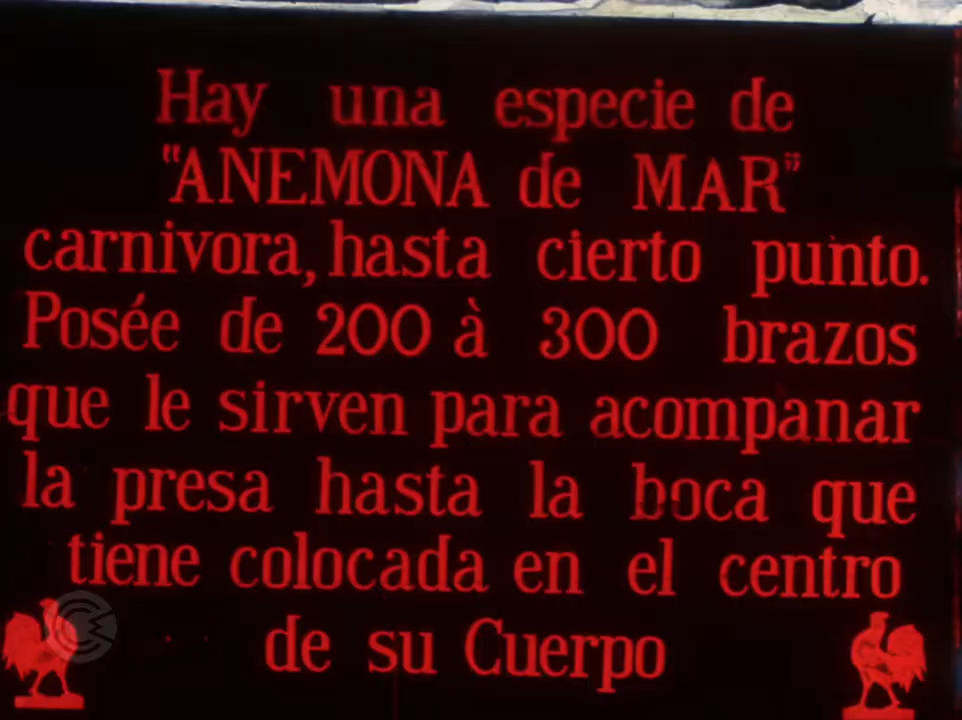 Hay una especie de
"ANEMONA de MAR"
carnivora, hasta cierto punto.
Posée de 200 à 300 brazos
que le sirven para acompanar
la presa hasta la boca que
tiene colocada en el centro
de su Cuerpo